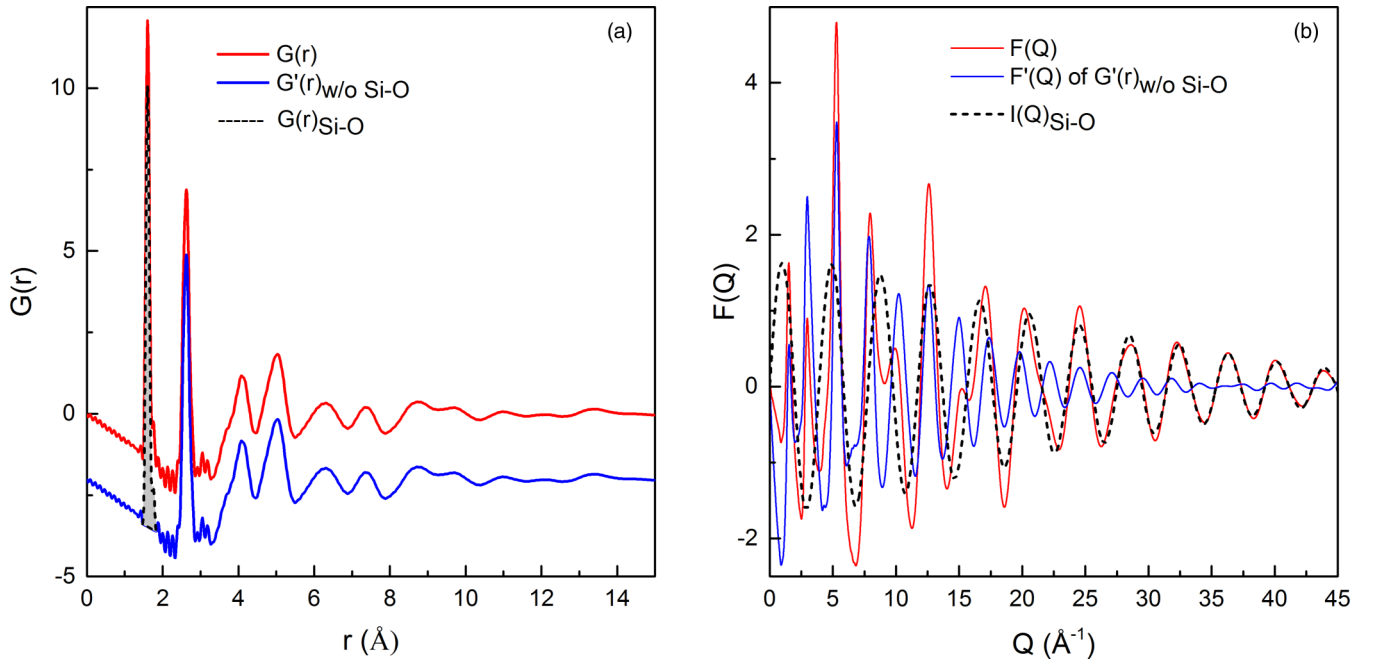 (a)
G(r)
G'(r)w/o Si-O
G(r)Si-O
10
5
0
-5
G(r)
0 2 4 6 8 10 12 14
r (Å)
(b)
F(Q)
F'(Q) of G'(r)w/o Si-O
I(Q)Si-O
4
2
0
-2
F(Q)
0 5 10 15 20 25 30 35 40 45
Q (Å-1)